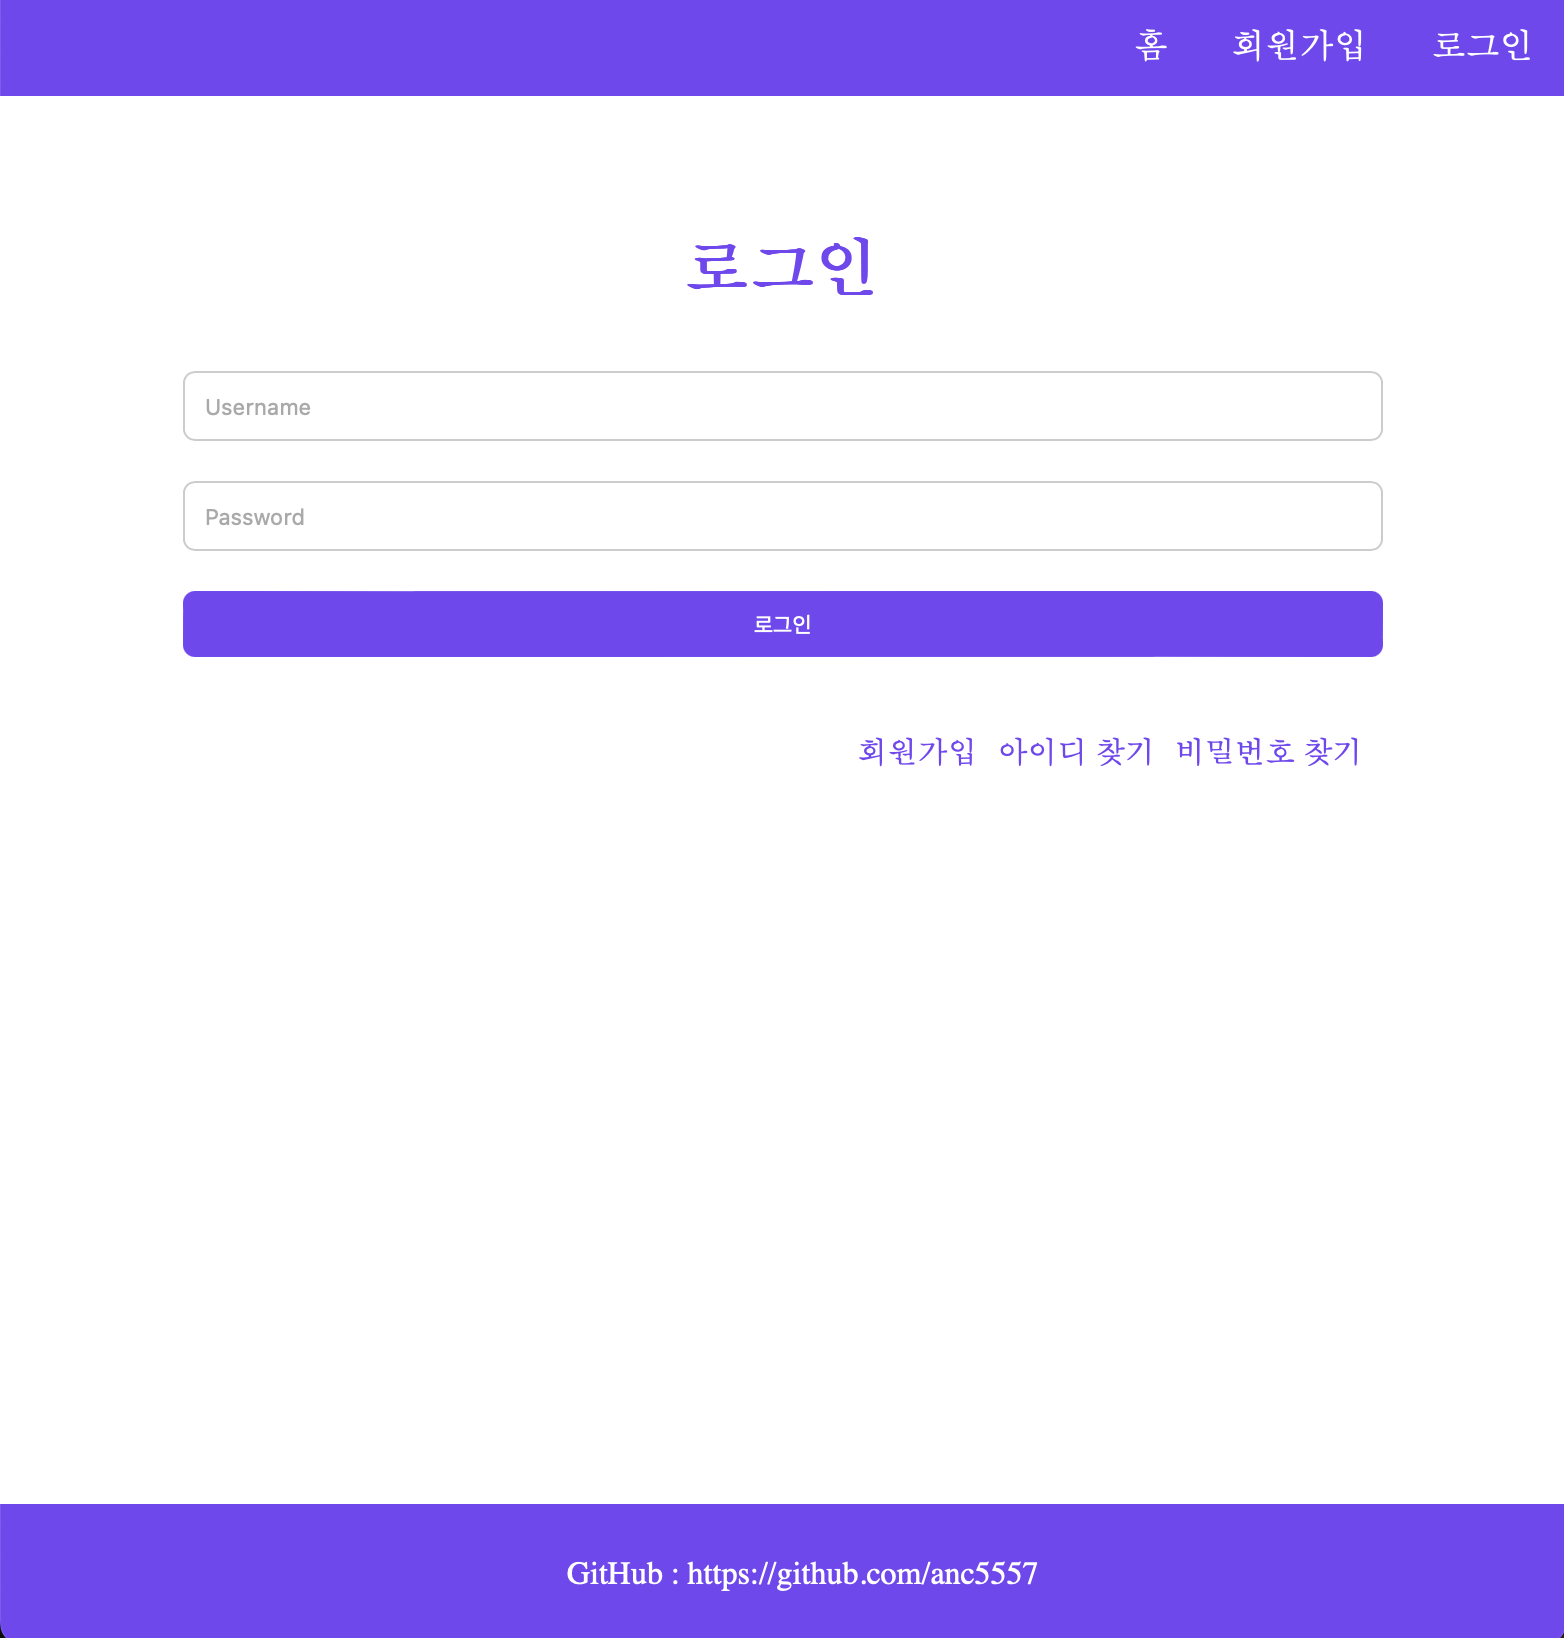 홈 회원가입 로그인
로그인
Username
Password
로그인
회원가입 아이디 찾기 비밀번호 찾기
GitHub : https://github.com/anc5557